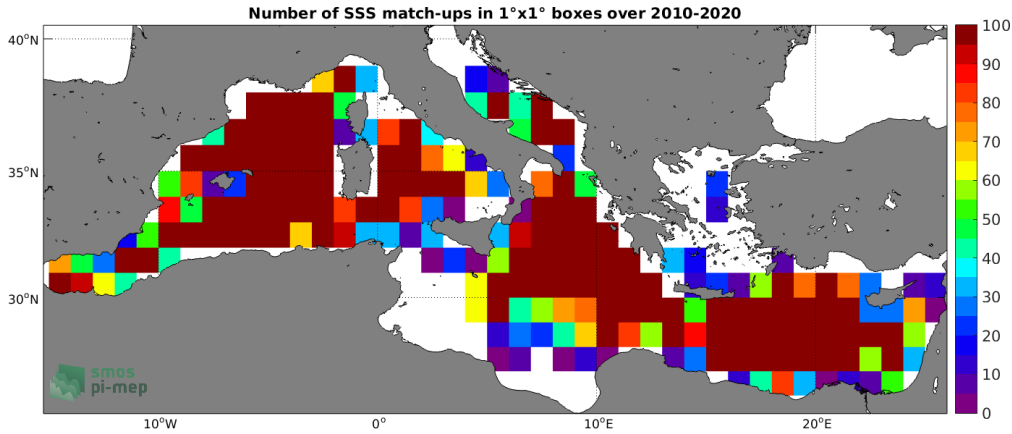 Number of SSS match-ups in 1°x1° boxes over 2010-2020
40°N
35°N
30°N
10°W
0°
10°E
20°E
100
90
80
70
60
50
40
30
20
10
0
smos
pi-mep